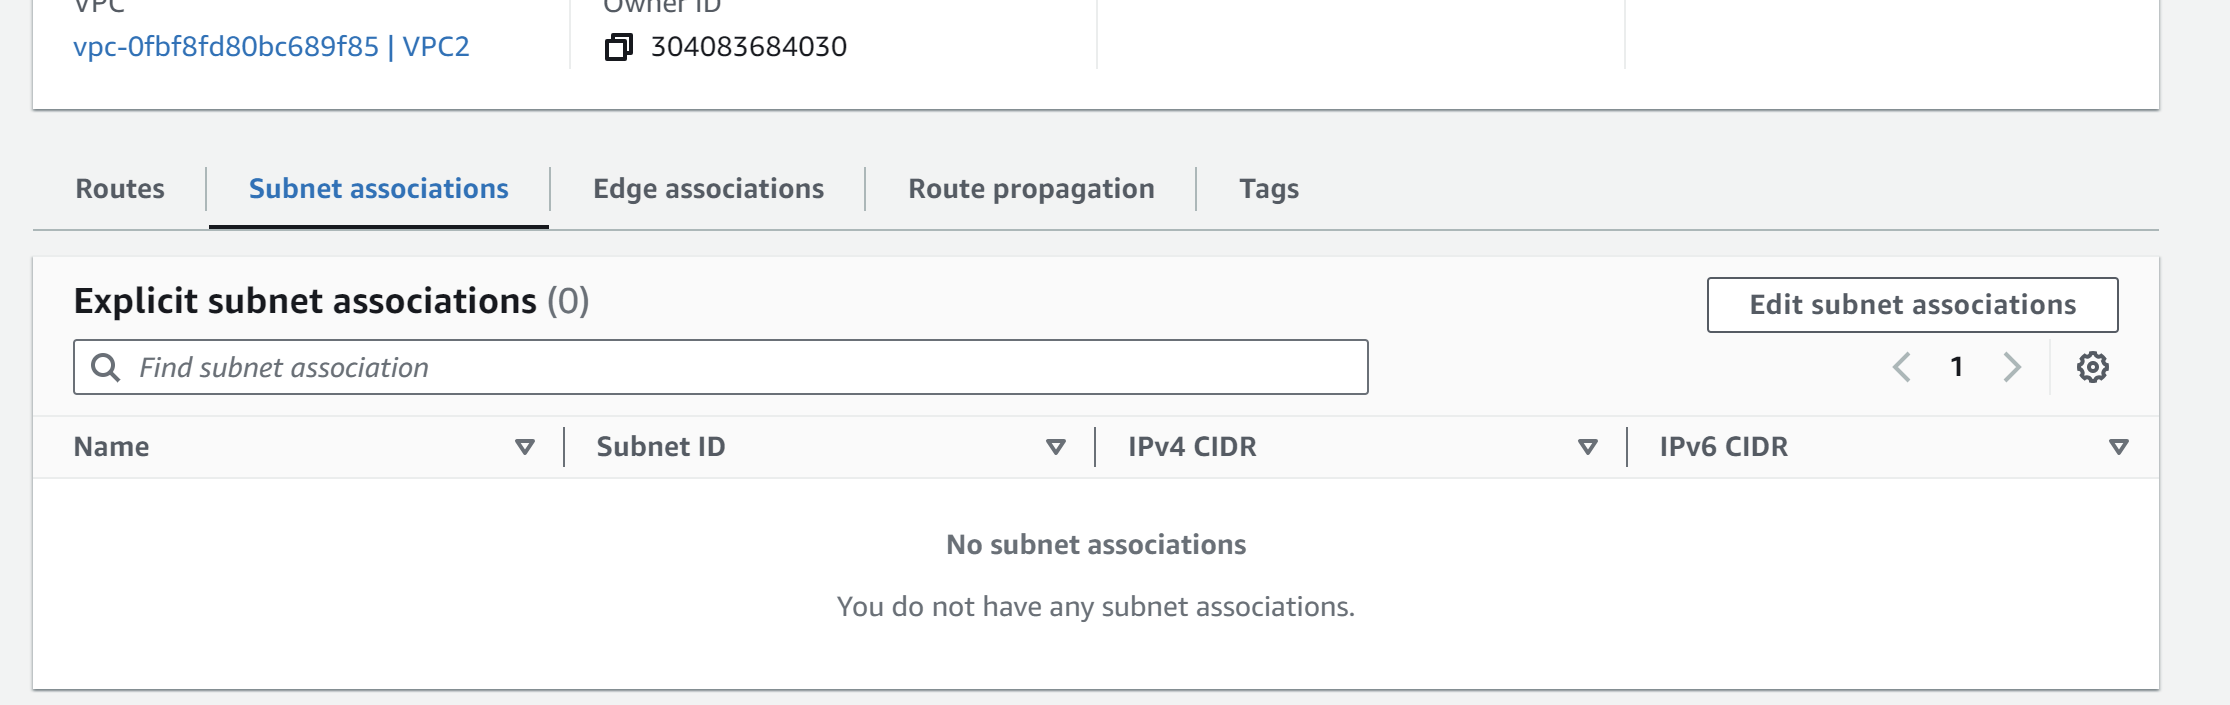 VPC
Owner ID
vpc-0fbf8fd80bc689f85 | VPC2
304083684030
Routes
Subnet associations
Edge associations
Route propagation
Tags
Explicit subnet associations (0)
Edit subnet associations
Find subnet association
1
Name
Subnet ID
IPv4 CIDR
IPv6 CIDR
No subnet associations
You do not have any subnet associations.